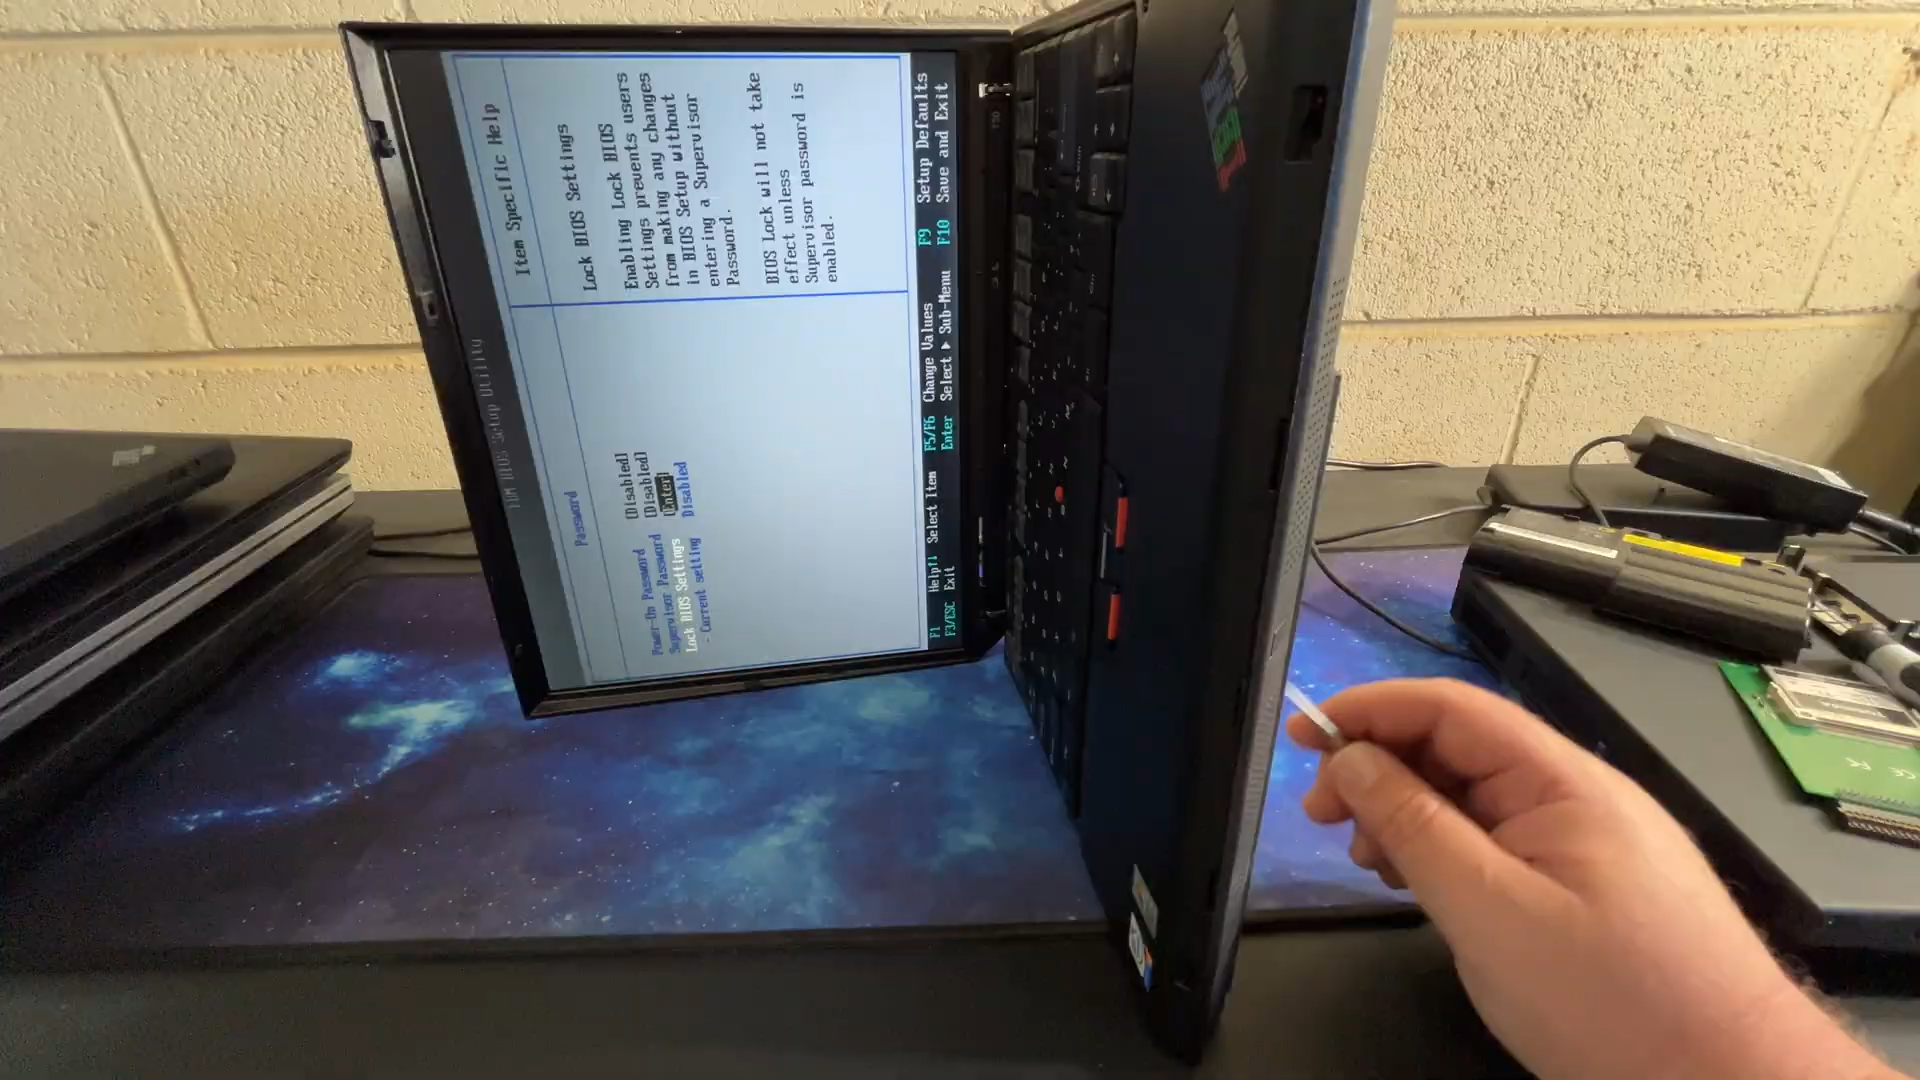 IBM BIOS Setup Utility
Password
Item Specific Help
Power-On Password [Disabled]
Supervisor Password [Disabled]
Lock BIOS Settings [Enter]
- Current setting Disabled
Lock BIOS Settings
Enabling Lock BIOS
Settings prevents users
from making any changes
in BIOS Setup without
entering a Supervisor
Password.
BIOS Lock will not take
effect unless
Supervisor password is
enabled.
F1 Help ↑↓ Select Item F5/F6 Change Values F9 Setup Defaults
F3/ESC Exit Enter Select ▶ Sub-Menu F10 Save and Exit